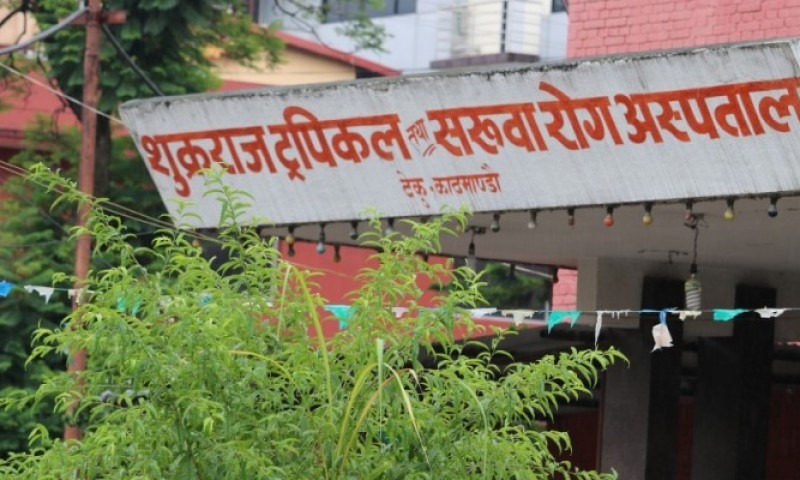 शुक्रराज ट्रपिकल तथा सरूवा रोग अस्पताल
टेकु - काठमाण्डौ